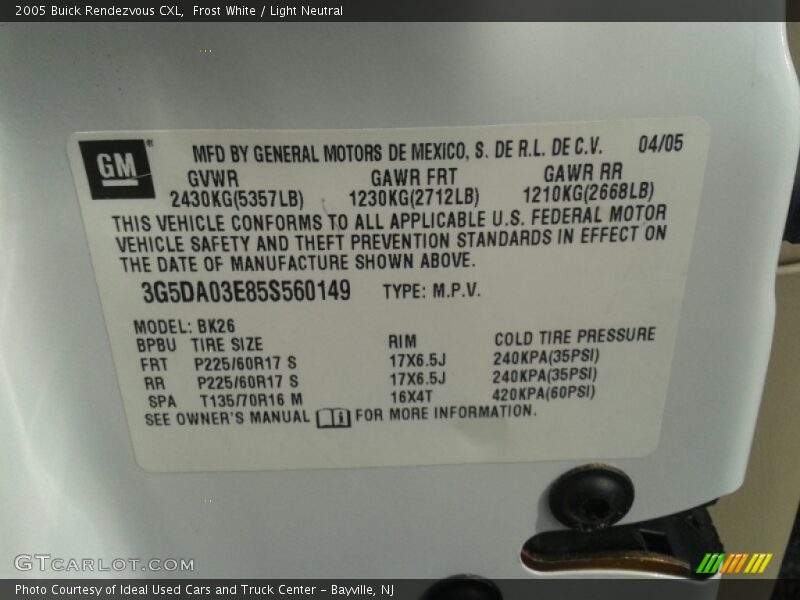 2005 Buick Rendezvous CXL, Frost White / Light Neutral
GM® MFD BY GENERAL MOTORS DE MEXICO, S. DE R.L. DE C.V. 04/05
GVWR GAWR FRT GAWR RR
2430KG(5357LB) 1230KG(2712LB) 1210KG(2668LB)
THIS VEHICLE CONFORMS TO ALL APPLICABLE U.S. FEDERAL MOTOR
VEHICLE SAFETY AND THEFT PREVENTION STANDARDS IN EFFECT ON
THE DATE OF MANUFACTURE SHOWN ABOVE.
3G5DA03E85S560149 TYPE: M.P.V.
MODEL: BK26
BPBU TIRE SIZE RIM COLD TIRE PRESSURE
FRT P225/60R17 S 17X6.5J 240KPA(35PSI)
RR P225/60R17 S 17X6.5J 240KPA(35PSI)
SPA T135/70R16 M 16X4T 420KPA(60PSI)
SEE OWNER'S MANUAL FOR MORE INFORMATION.
GTCARLOT.COM
Photo Courtesy of Ideal Used Cars and Truck Center - Bayville, NJ